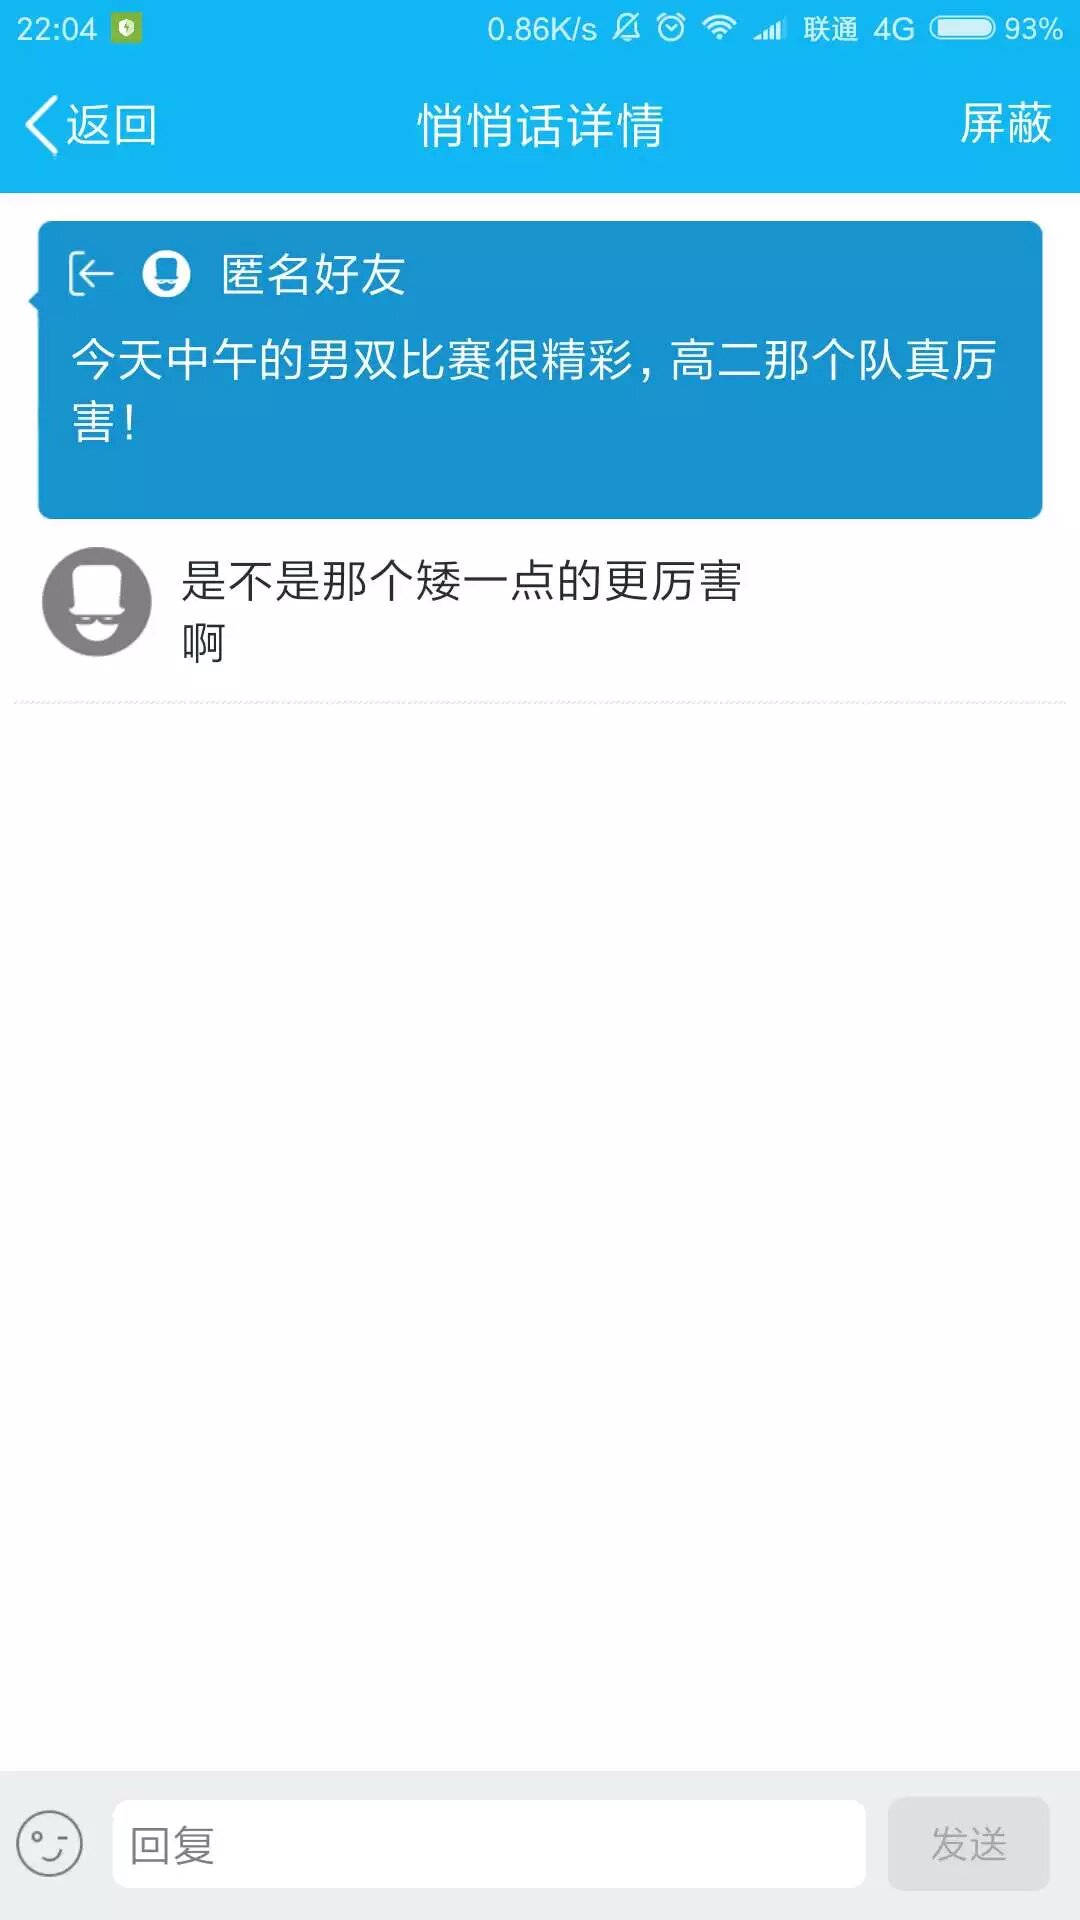 22:04 0.86K/s 联通 4G 93%
返回 悄悄话详情 屏蔽
匿名好友
今天中午的男双比赛很精彩，高二那个队真厉
害！
是不是那个矮一点的更厉害
啊
回复 发送